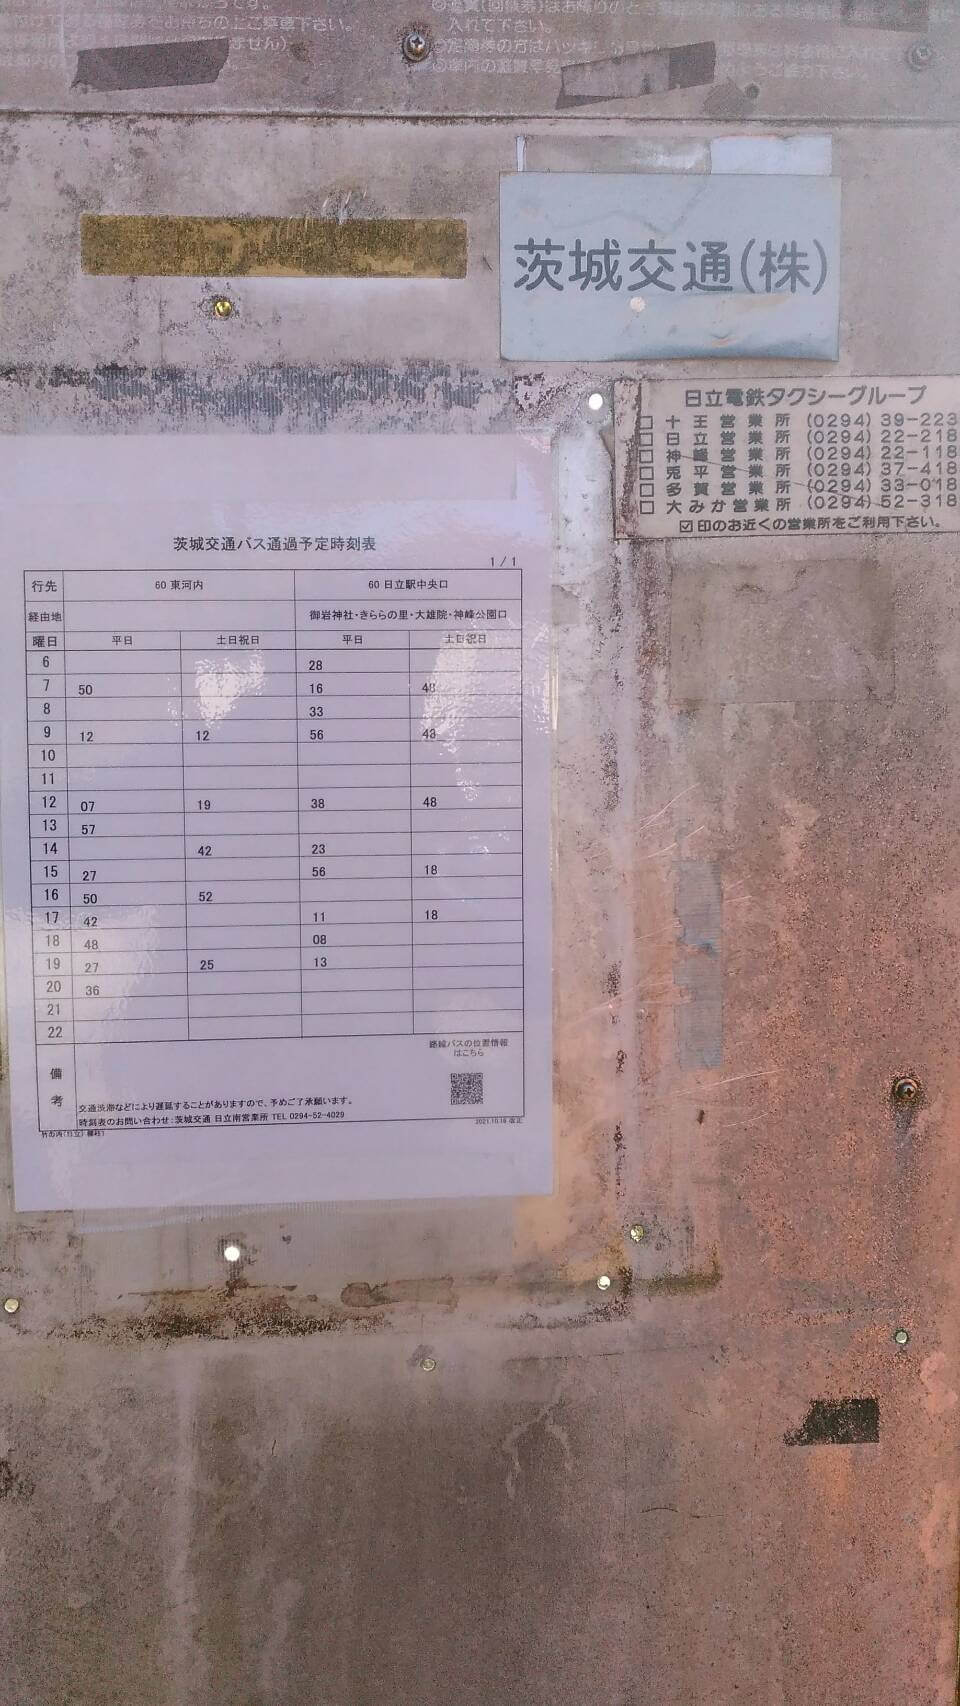 入れて下さい。
茨城交通(株)
日立電鉄タクシーグループ
□ 十王営業所 (0294) 39-223
□ 日立営業所 (0294) 22-218
□ 神峰営業所 (0294) 22-118
□ 兎平営業所 (0294) 37-418
□ 多賀営業所 (0294) 33-018
□ 大みか営業所 (0294) 52-318
☑印のお近くの営業所をご利用下さい。
茨城交通バス通過予定時刻表
1/1
行先 60 東河内 60 日立駅中央口
経由地 御岩神社・きららの里・大雄院・神峰公園口
曜日 平日 土日祝日 平日 土日祝日
6 28
7 50 16 48
8 33
9 12 12 56 48
10
11
12 07 19 38 48
13 57
14 42 23
15 27 56 18
16 50 52
17 42 11 18
18 48 08
19 27 25 13
20 36
21
22
路線バスの位置情報
はこちら
備考
交通渋滞などにより遅延することがありますので、予めご了承願います。
時刻表のお問い合わせ:茨城交通 日立南営業所 TEL 0294-52-4029
2021.10.16 改正